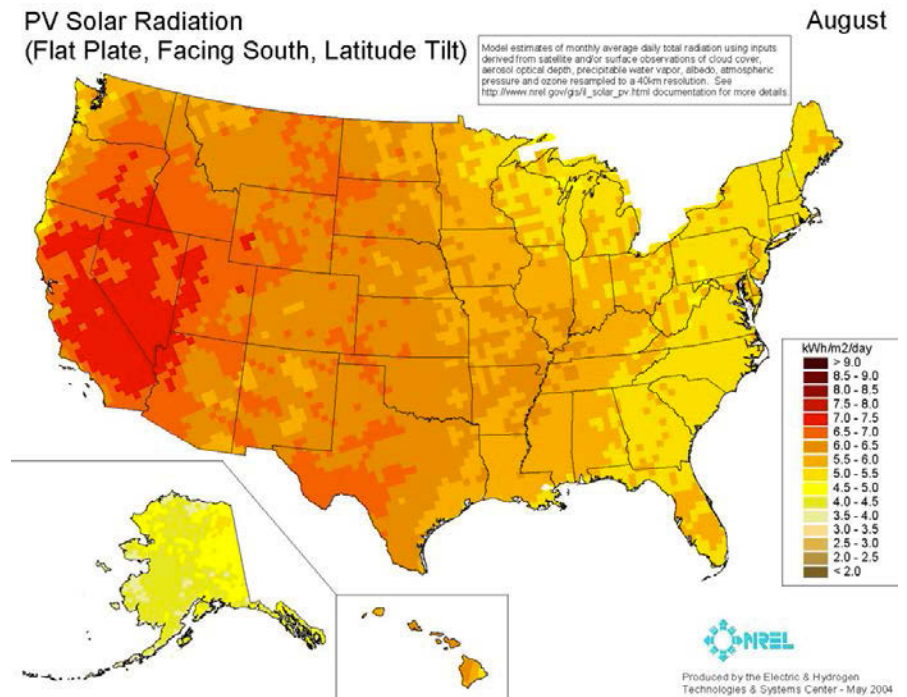 PV Solar Radiation
(Flat Plate, Facing South, Latitude Tilt)
August
Model estimates of monthly average daily total radiation using inputs
derived from satellite and/or surface observations of cloud cover,
aerosol optical depth, precipitable water vapor, albedo, atmospheric
pressure and ozone resampled to a 40km resolution. See
http://www.nrel.gov/gis/il_solar_pv.html documentation for more details.
kWh/m2/day
> 9.0
8.5 - 9.0
8.0 - 8.5
7.5 - 8.0
7.0 - 7.5
6.5 - 7.0
6.0 - 6.5
5.5 - 6.0
5.0 - 5.5
4.5 - 5.0
4.0 - 4.5
3.5 - 4.0
3.0 - 3.5
2.5 - 3.0
2.0 - 2.5
< 2.0
NREL
Produced by the Electric & Hydrogen
Technologies & Systems Center - May 2004